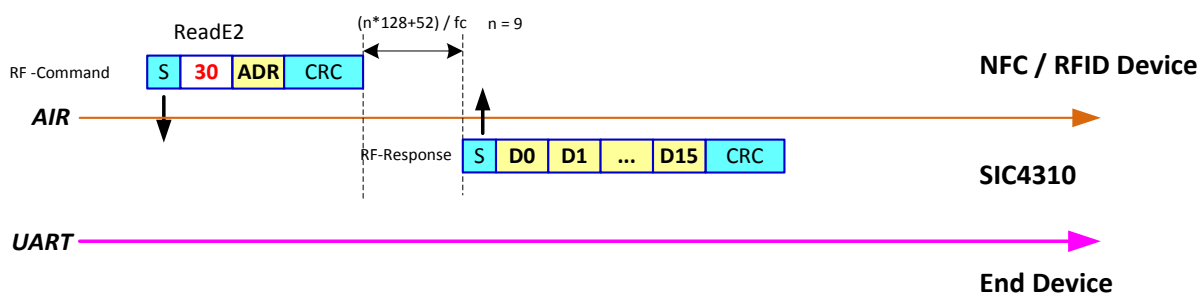 (n*128+52) / fc n = 9
ReadE2
RF -Command S 30 ADR CRC
NFC / RFID Device
AIR
RF-Response S D0 D1 ... D15 CRC
SIC4310
UART
End Device